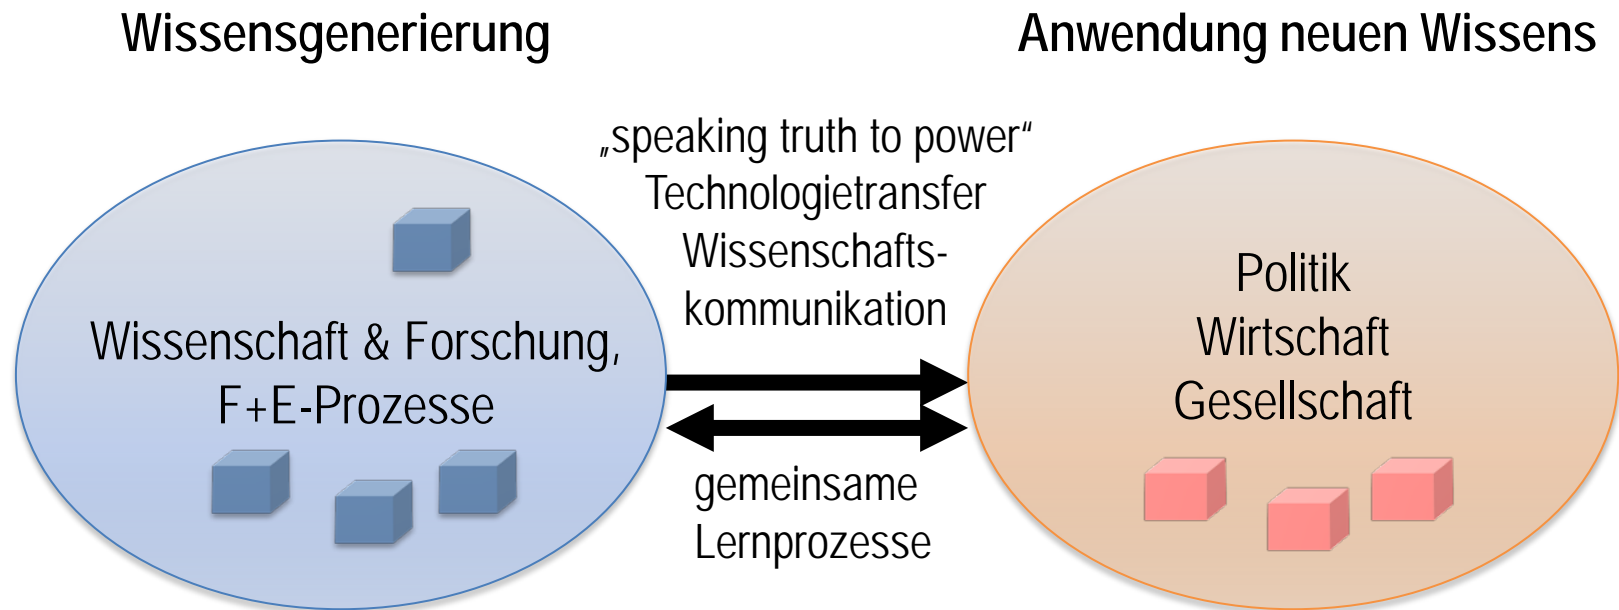 Wissensgenerierung
Anwendung neuen Wissens
„speaking truth to power“
Technologietransfer
Wissenschafts-
kommunikation
Wissenschaft & Forschung,
F+E-Prozesse
Politik
Wirtschaft
Gesellschaft
gemeinsame
Lernprozesse